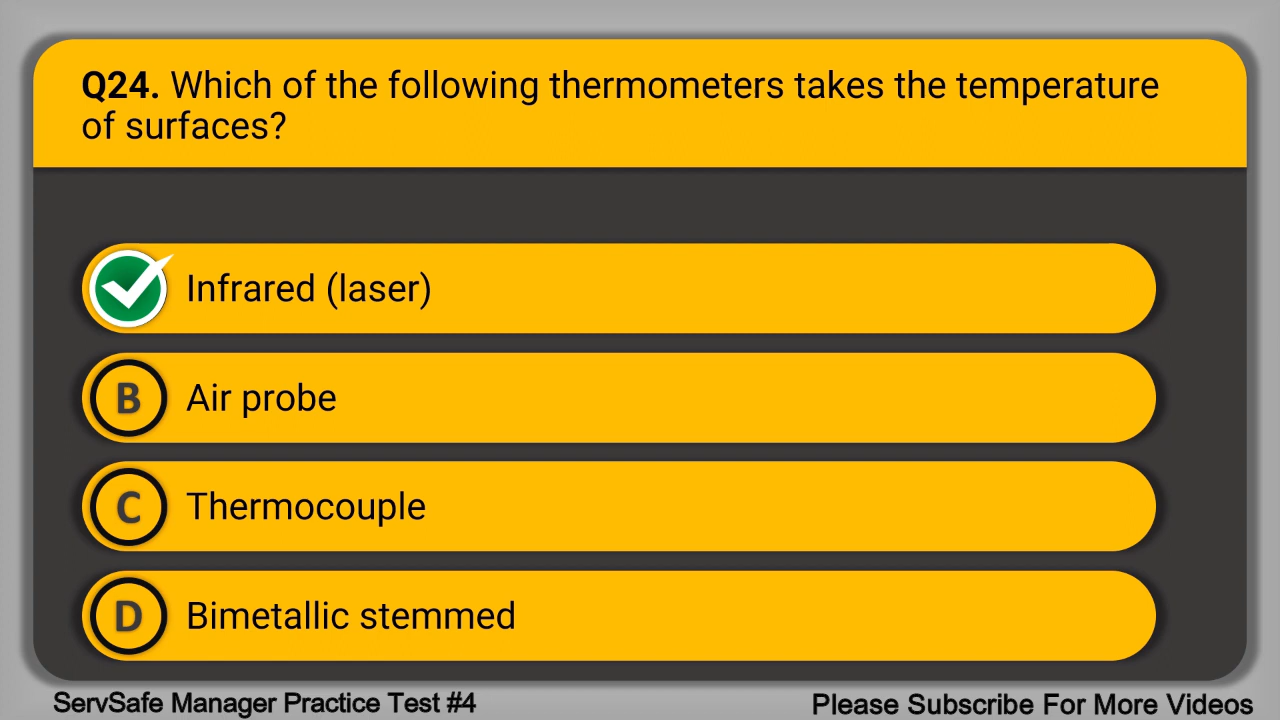 Q24. Which of the following thermometers takes the temperature
of surfaces?
Infrared (laser)
B Air probe
C Thermocouple
D Bimetallic stemmed
ServSafe Manager Practice Test #4
Please Subscribe For More Videos